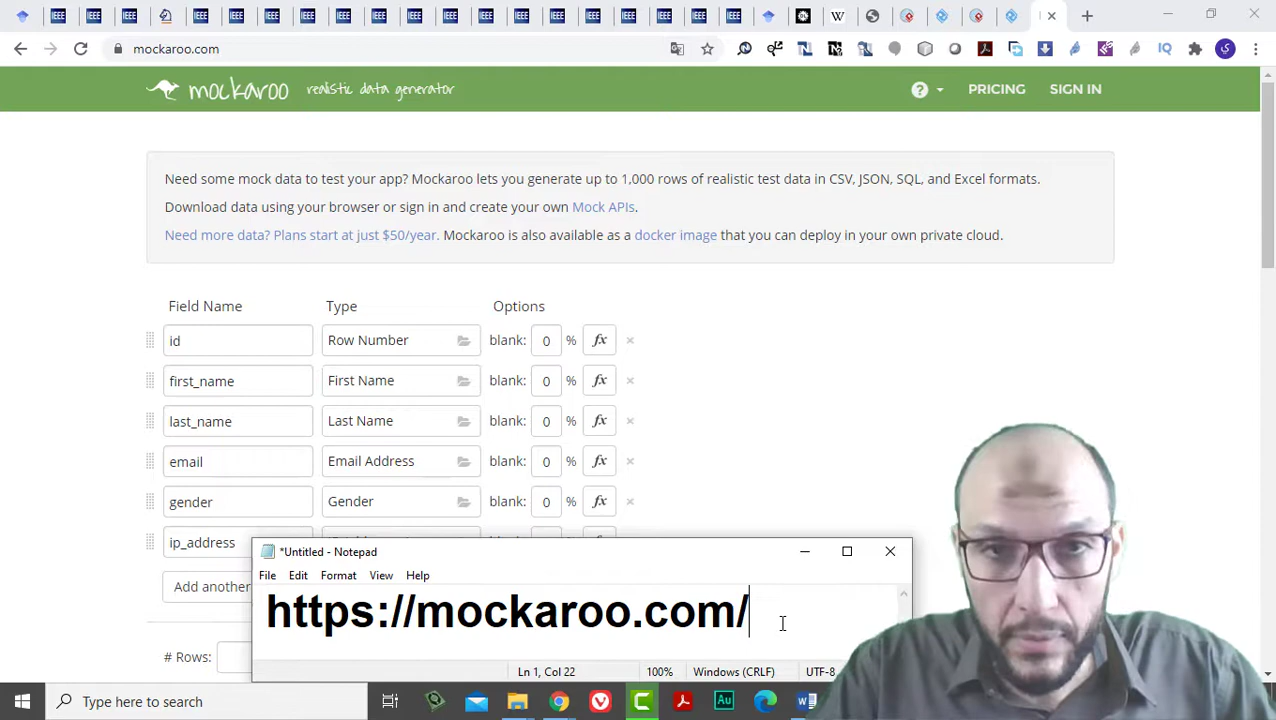 mockaroo.com
mockaroo realistic data generator
PRICING
SIGN IN
Need some mock data to test your app? Mockaroo lets you generate up to 1,000 rows of realistic test data in CSV, JSON, SQL, and Excel formats.
Download data using your browser or sign in and create your own Mock APIs.
Need more data? Plans start at just $50/year. Mockaroo is also available as a docker image that you can deploy in your own private cloud.
Field Name Type Options
id Row Number blank: 0 % fx ×
first_name First Name blank: 0 % fx ×
last_name Last Name blank: 0 % fx ×
email Email Address blank: 0 % fx ×
gender Gender blank: 0 % fx ×
ip_address
Add another
# Rows:
*Untitled - Notepad
File Edit Format View Help
https://mockaroo.com/
Ln 1, Col 22 100% Windows (CRLF) UTF-8
Type here to search